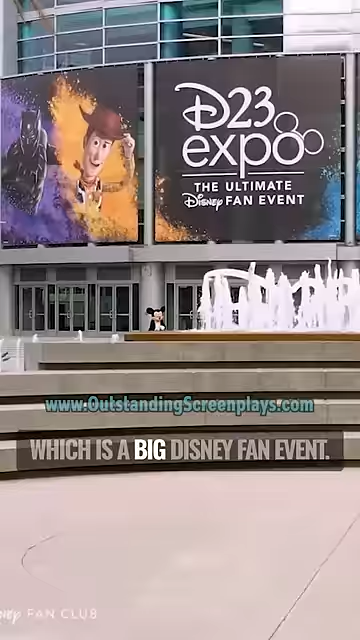 D23
expo
THE ULTIMATE
Disney FAN EVENT
www.OutstandingScreenplays.com
WHICH IS A BIG DISNEY FAN EVENT.
FAN CLUB